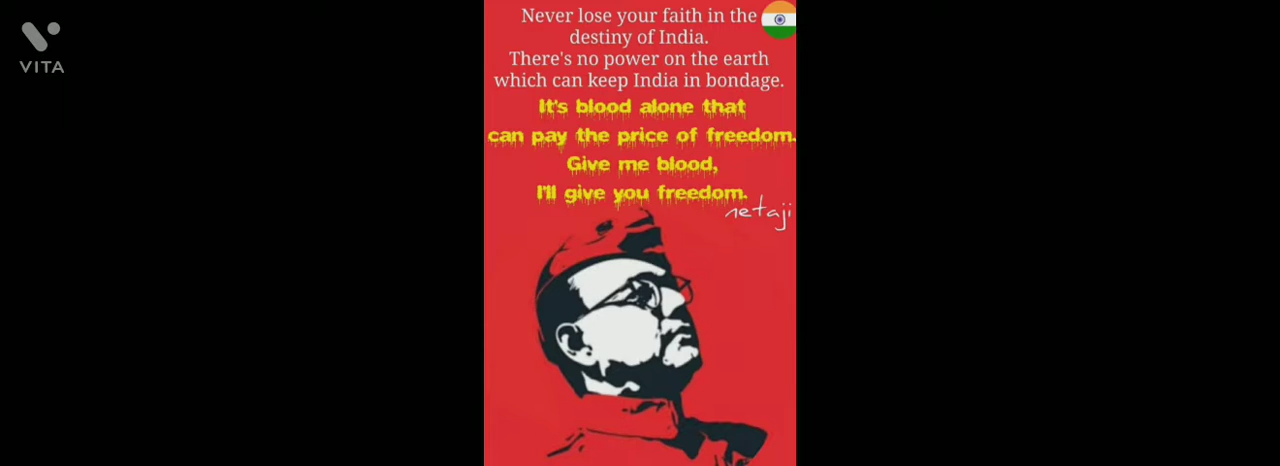 VITA
Never lose your faith in the
destiny of India.
There's no power on the earth
which can keep India in bondage.
It's blood alone that
can pay the price of freedom.
Give me blood,
I'll give you freedom.
netaji